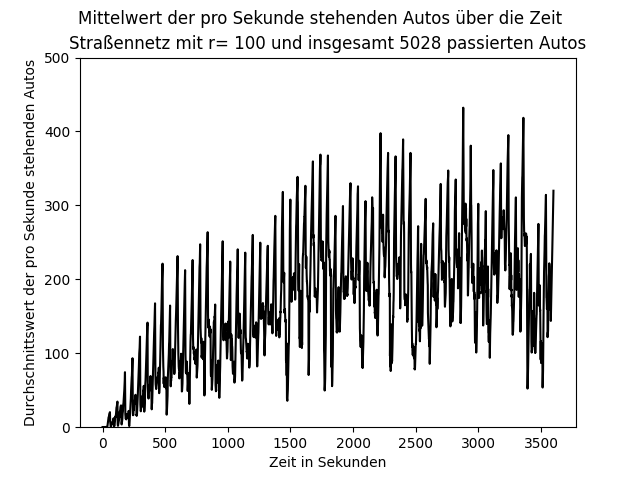 Mittelwert der pro Sekunde stehenden Autos über die Zeit
Straßennetz mit r= 100 und insgesamt 5028 passierten Autos
Durchschnittswert der pro Sekunde stehenden Autos
500
400
300
200
100
0
0 500 1000 1500 2000 2500 3000 3500
Zeit in Sekunden